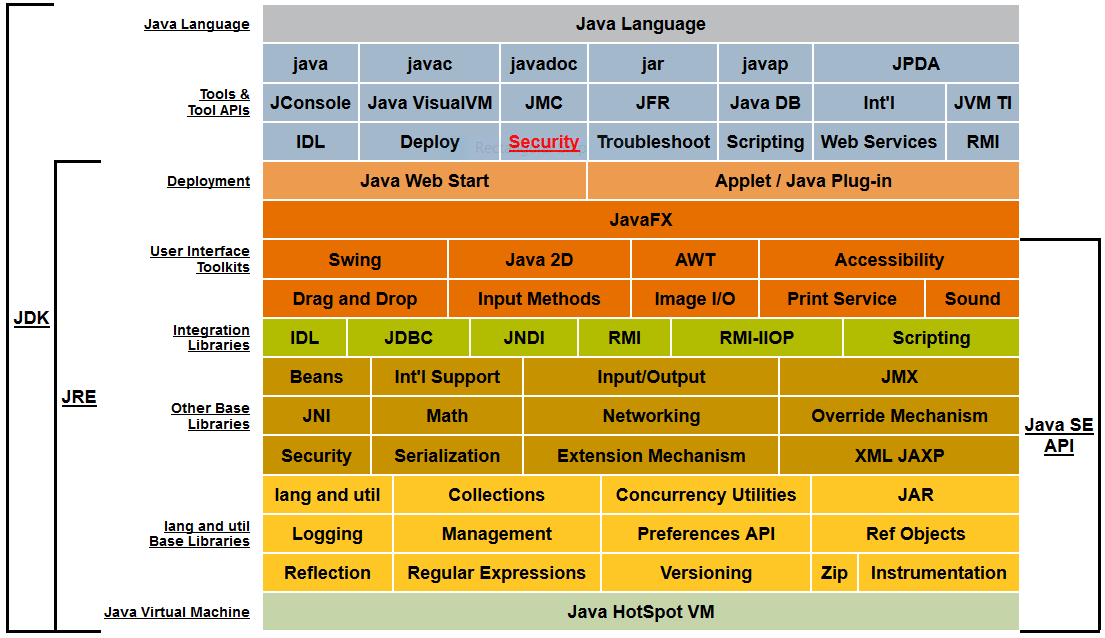 Java Language
Java Language
java javac javadoc jar javap JPDA
Tools &
Tool APIs
JConsole Java VisualVM JMC JFR Java DB Int'l JVM TI
IDL Deploy Security Troubleshoot Scripting Web Services RMI
Deployment
Java Web Start Applet / Java Plug-in
JavaFX
User Interface
Toolkits
Swing Java 2D AWT Accessibility
Drag and Drop Input Methods Image I/O Print Service Sound
JDK
Integration
Libraries
IDL JDBC JNDI RMI RMI-IIOP Scripting
Beans Int'l Support Input/Output JMX
JRE
Other Base
Libraries
JNI Math Networking Override Mechanism
Java SE
API
Security Serialization Extension Mechanism XML JAXP
lang and util Collections Concurrency Utilities JAR
lang and util
Base Libraries
Logging Management Preferences API Ref Objects
Reflection Regular Expressions Versioning Zip Instrumentation
Java Virtual Machine
Java HotSpot VM